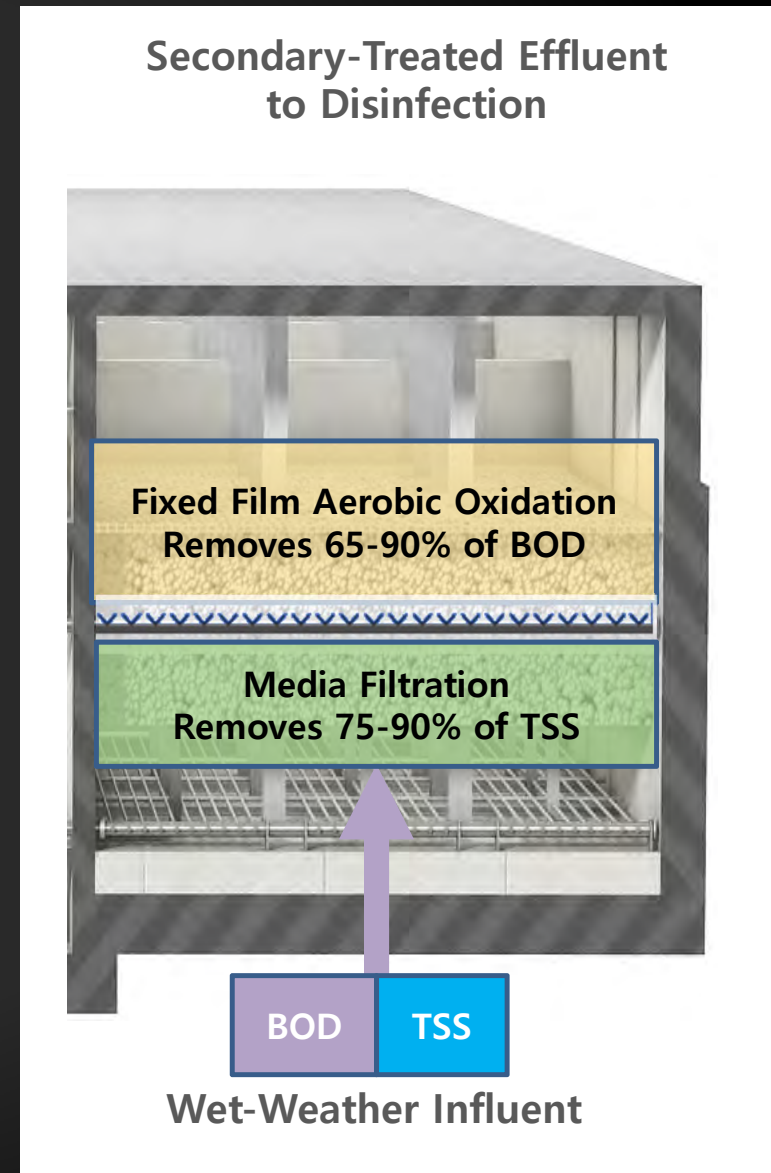 Secondary-Treated Effluent
to Disinfection
Fixed Film Aerobic Oxidation
Removes 65-90% of BOD
Media Filtration
Removes 75-90% of TSS
BOD TSS
Wet-Weather Influent